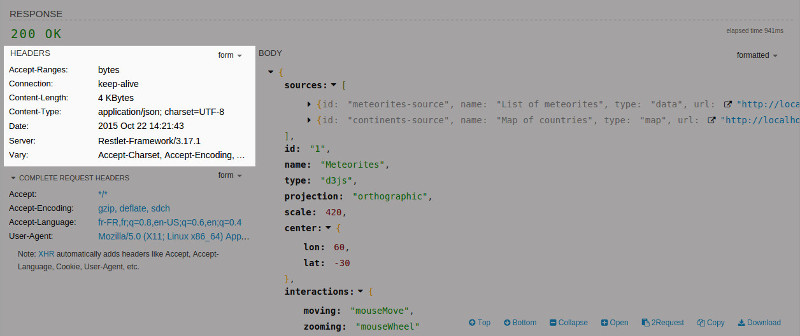 RESPONSE
200 OK
elapsed time 941ms
HEADERS
form
Accept-Ranges: bytes
Connection: keep-alive
Content-Length: 4 KBytes
Content-Type: application/json; charset=UTF-8
Date: 2015 Oct 22 14:21:43
Server: Restlet-Framework/3.17.1
Vary: Accept-Charset, Accept-Encoding, ...
COMPLETE REQUEST HEADERS
form
Accept: */*
Accept-Encoding: gzip, deflate, sdch
Accept-Language: fr-FR,fr;q=0.8,en-US;q=0.6,en;q=0.4
User-Agent: Mozilla/5.0 (X11; Linux x86_64) App...
Note: XHR automatically adds headers like Accept, Accept-
Language, Cookie, User-Agent, etc.
BODY
formatted
{
sources: [
{id: "meteorites-source", name: "List of meteorites", type: "data", url: "http://loca
{id: "continents-source", name: "Map of countries", type: "map", url: "http://localho
],
id: "1",
name: "Meteorites",
type: "d3js",
projection: "orthographic",
scale: 420,
center: {
lon: 60,
lat: -30
},
interactions: {
moving: "mouseMove",
zooming: "mouseWheel"
Top Bottom Collapse Open 2Request Copy Download